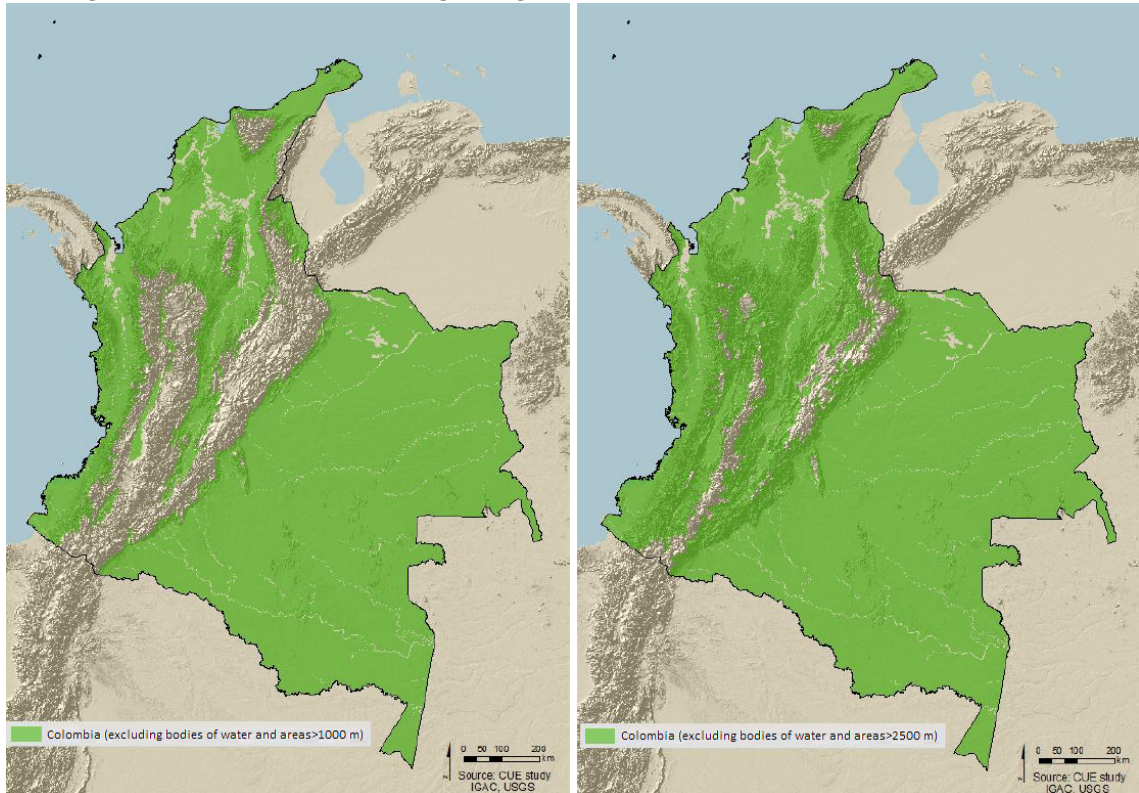 Colombia (excluding bodies of water and areas>1000 m)
0 50 100 200
km
Source: CUE study
IGAC, USGS
Colombia (excluding bodies of water and areas>2500 m)
0 50 100 200
km
Source: CUE study
IGAC, USGS